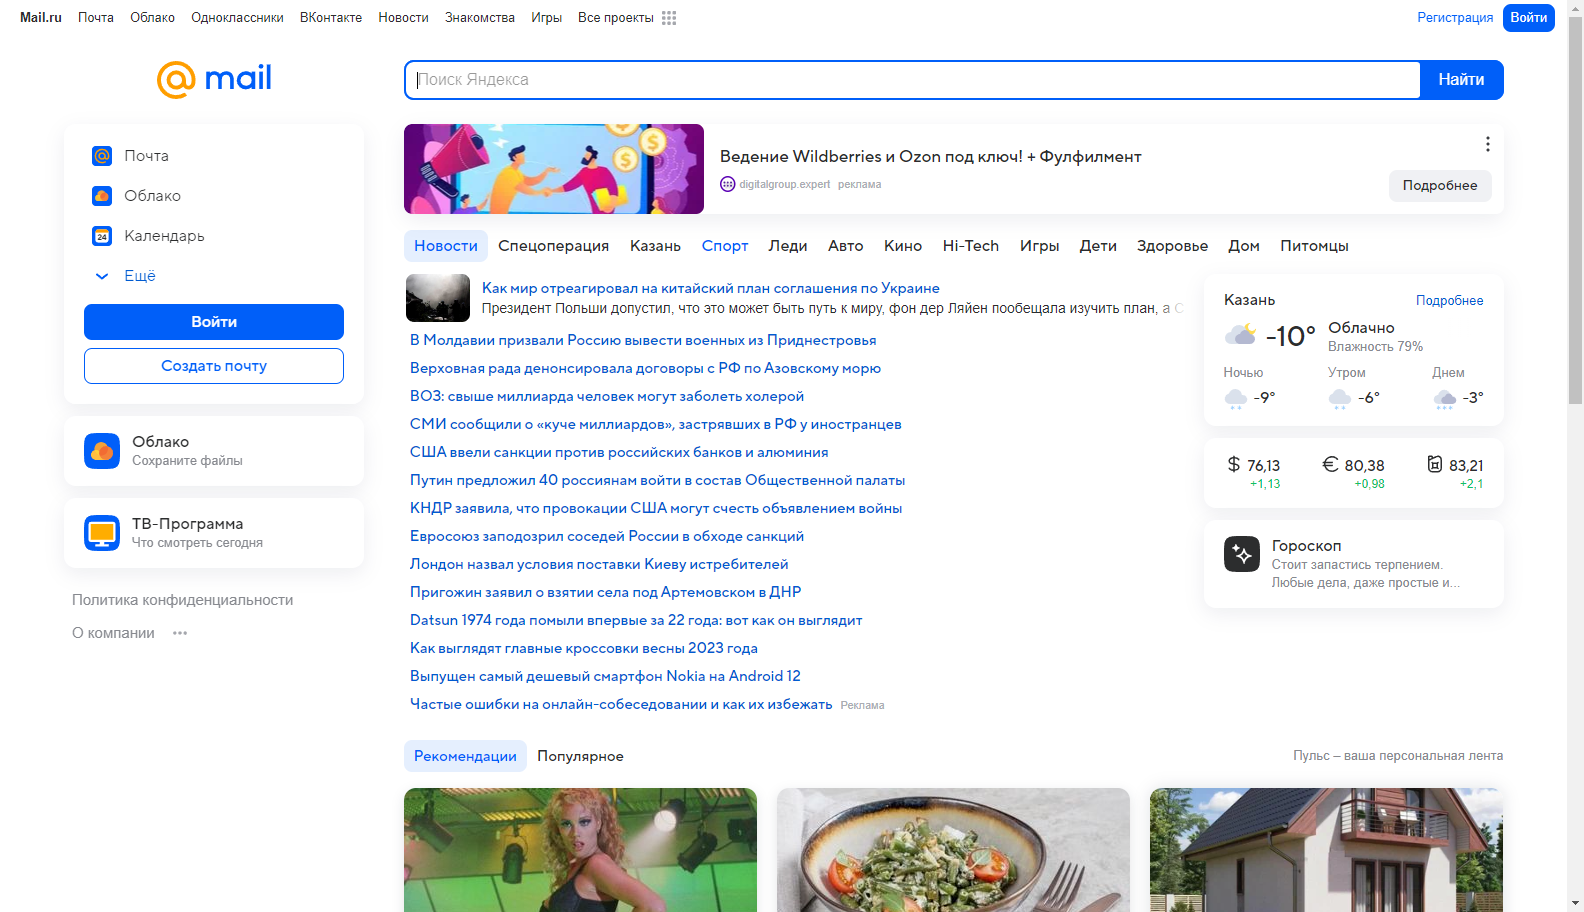 Mail.ru Почта Облако Одноклассники ВКонтакте Новости Знакомства Игры Все проекты Регистрация Войти
mail
Поиск Яндекса Найти
Почта
Облако
24 Календарь
Ещё
Войти
Создать почту
Облако
Сохраните файлы
ТВ-Программа
Что смотреть сегодня
Политика конфиденциальности
О компании
Ведение Wildberries и Ozon под ключ! + Фулфилмент
digitalgroup.expert реклама
Подробнее
Новости Спецоперация Казань Спорт Леди Авто Кино Hi-Tech Игры Дети Здоровье Дом Питомцы
Как мир отреагировал на китайский план соглашения по Украине
Президент Польши допустил, что это может быть путь к миру, фон дер Ляйен пообещала изучить план, а С
В Молдавии призвали Россию вывести военных из Приднестровья
Верховная рада денонсировала договоры с РФ по Азовскому морю
ВОЗ: свыше миллиарда человек могут заболеть холерой
СМИ сообщили о «куче миллиардов», застрявших в РФ у иностранцев
США ввели санкции против российских банков и алюминия
Путин предложил 40 россиянам войти в состав Общественной палаты
КНДР заявила, что провокации США могут счесть объявлением войны
Евросоюз заподозрил соседей России в обходе санкций
Лондон назвал условия поставки Киеву истребителей
Пригожин заявил о взятии села под Артемовском в ДНР
Datsun 1974 года помыли впервые за 22 года: вот как он выглядит
Как выглядят главные кроссовки весны 2023 года
Выпущен самый дешевый смартфон Nokia на Android 12
Частые ошибки на онлайн-собеседовании и как их избежать Реклама
Казань Подробнее
-10° Облачно
Влажность 79%
Ночью Утром Днем
-9° -6° -3°
$ 76,13 € 80,38 83,21
+1,13 +0,98 +2,1
Гороскоп
Стоит запастись терпением.
Любые дела, даже простые и...
Рекомендации Популярное Пульс – ваша персональная лента